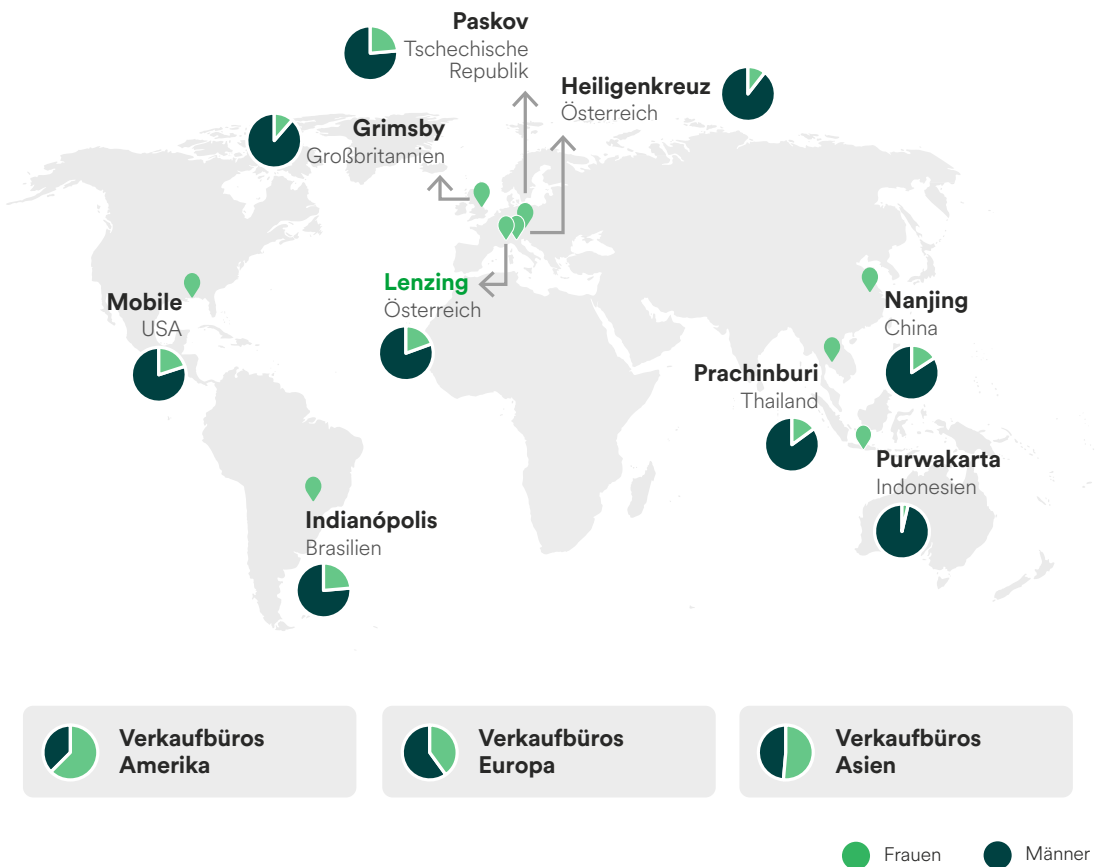 Paskov
Tschechische
Republik
Heiligenkreuz
Österreich
Grimsby
Großbritannien
Lenzing
Österreich
Mobile
USA
Nanjing
China
Prachinburi
Thailand
Purwakarta
Indonesien
Indianópolis
Brasilien
Verkaufbüros
Amerika
Verkaufbüros
Europa
Verkaufbüros
Asien
Frauen
Männer